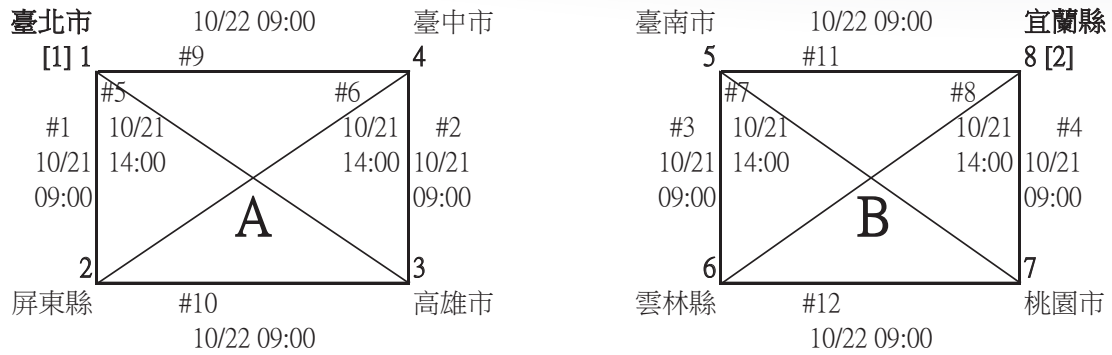 臺北市 10/22 09:00 臺中市 臺南市 10/22 09:00 宜蘭縣
[1] 1 #9 4 5 #11 8 [2]
#5 #6 #7 #8
#1 10/21 10/21 #2 #3 10/21 10/21 #4
10/21 14:00 14:00 10/21 10/21 14:00 14:00 10/21
09:00 09:00 09:00 09:00
A B
2 3 6 7
屏東縣 #10 高雄市 雲林縣 #12 桃園市
10/22 09:00 10/22 09:00